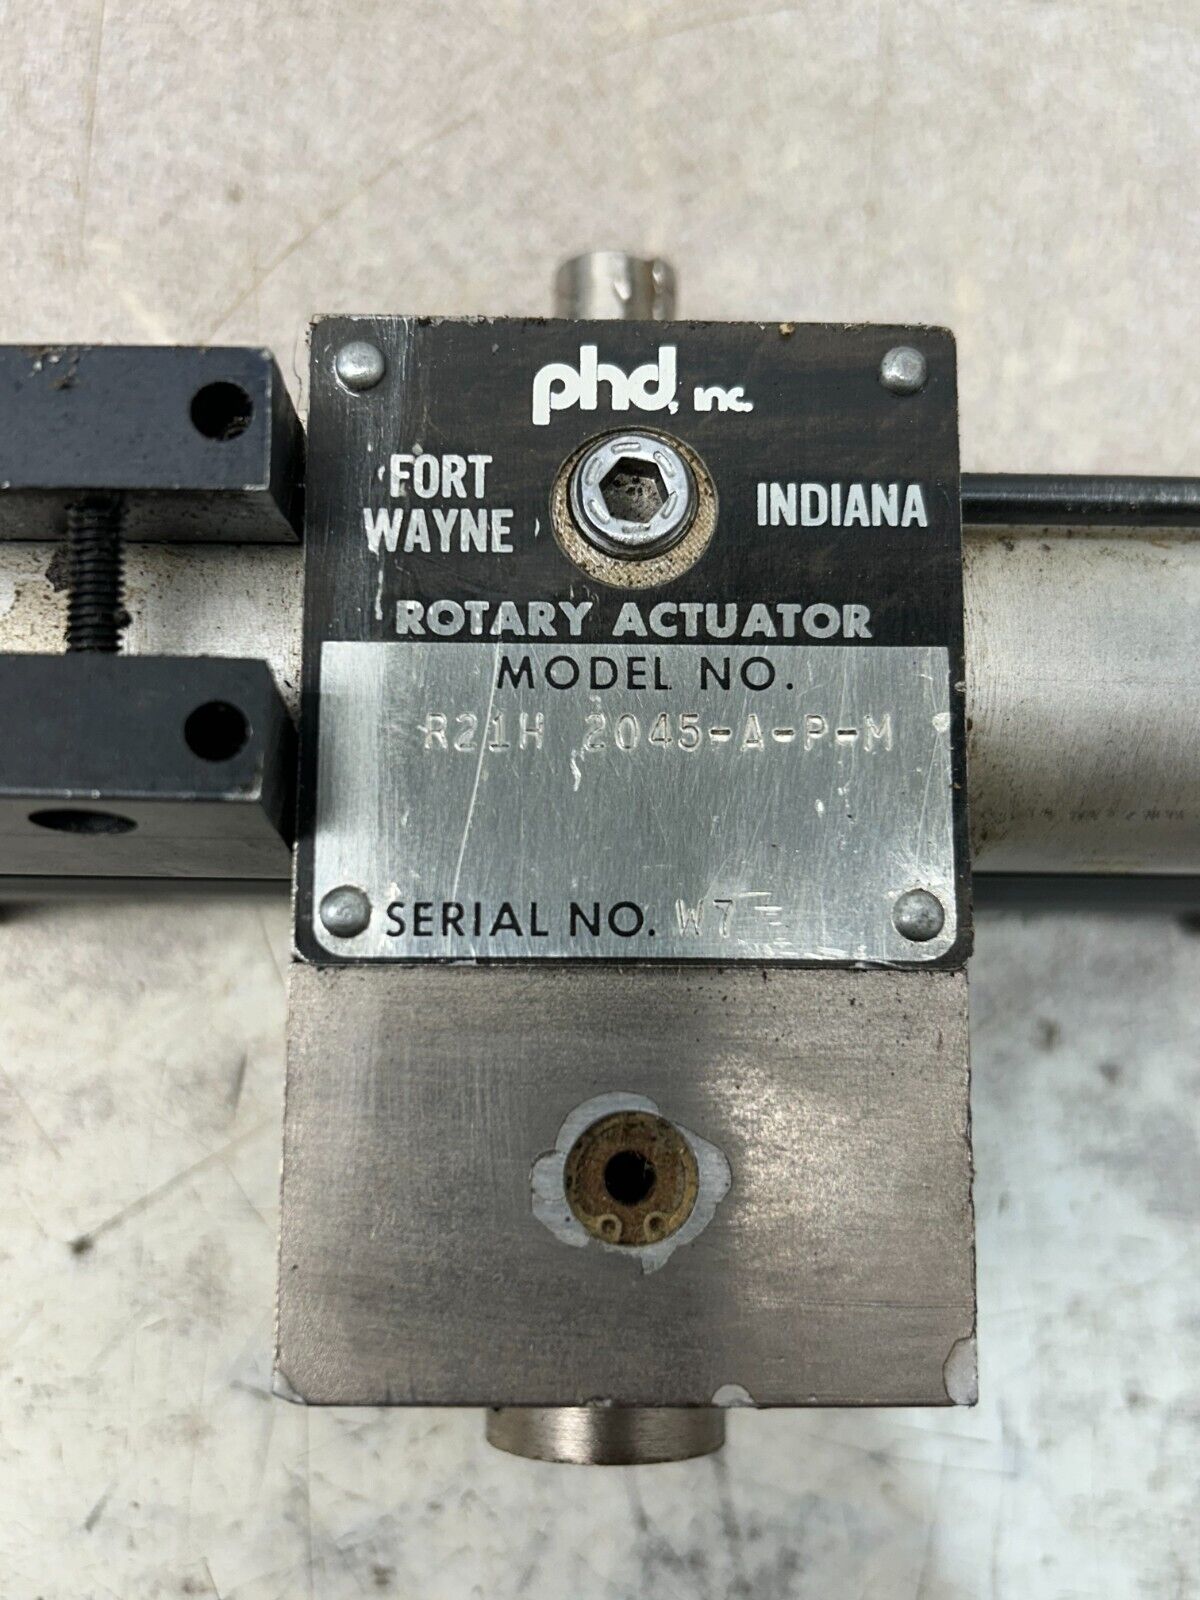 phd, inc.
FORT WAYNE
INDIANA
ROTARY ACTUATOR
MODEL NO.
R21H 2045-A-P-M
SERIAL NO. W7